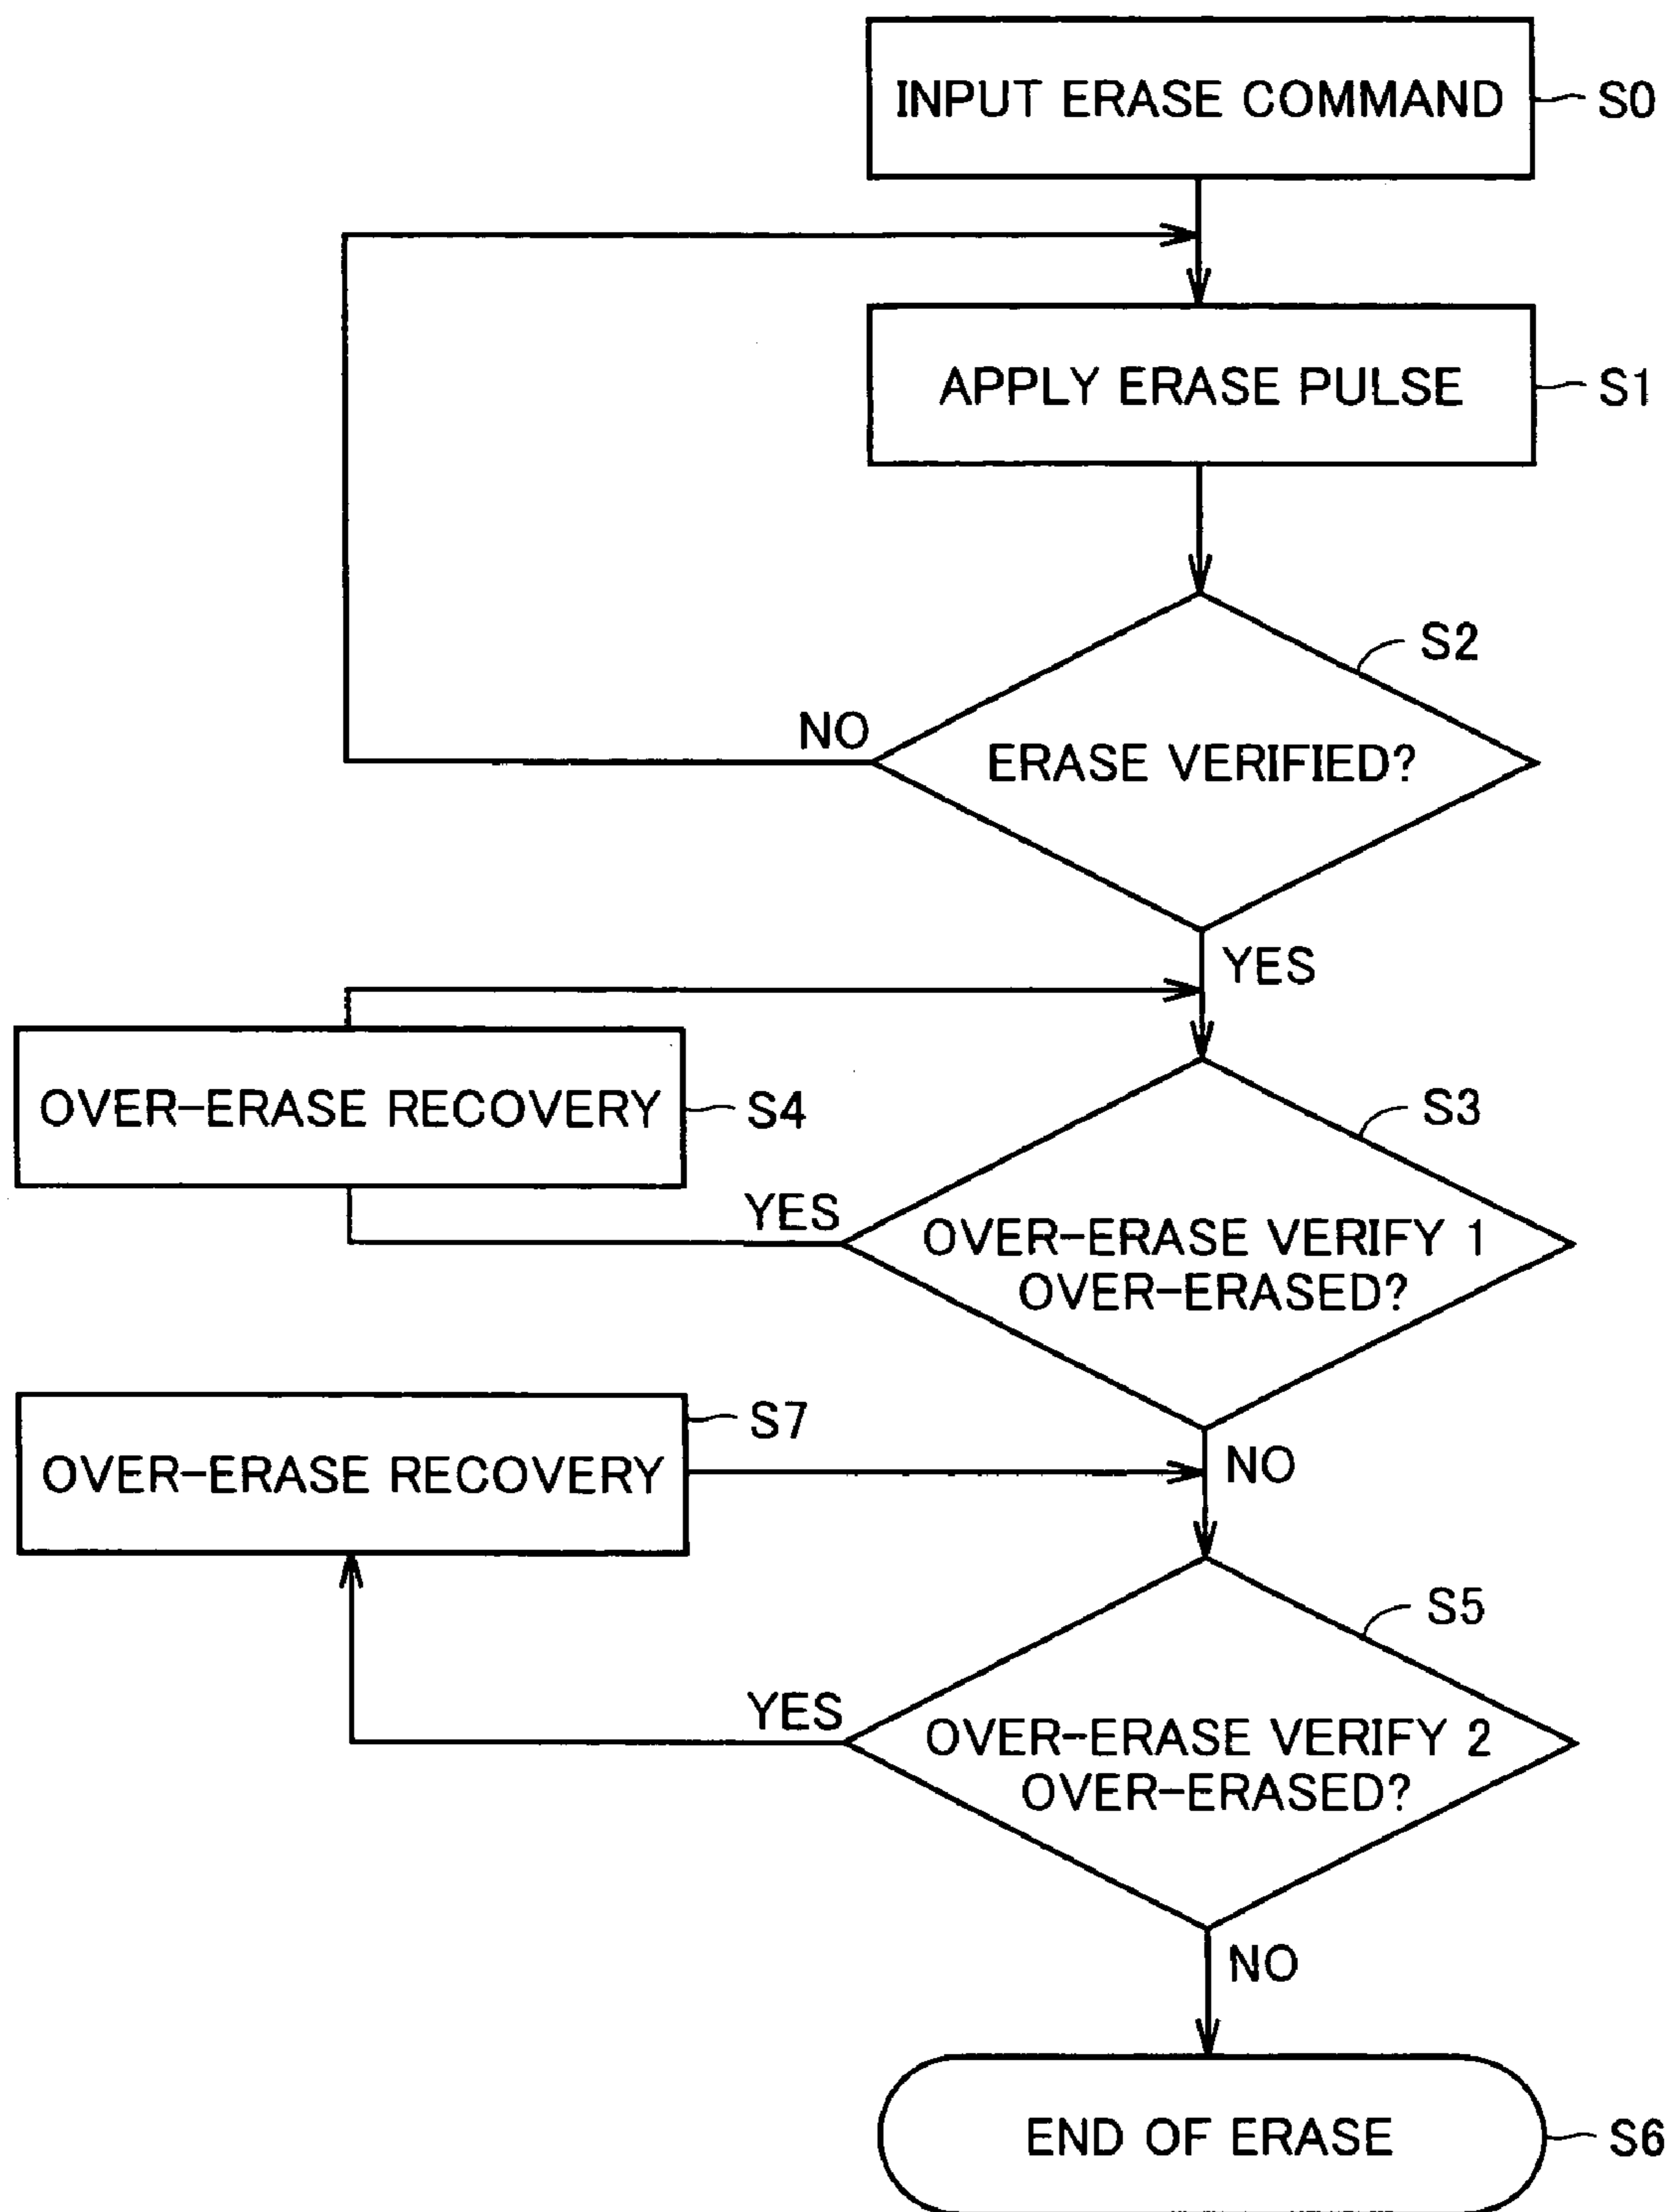 INPUT ERASE COMMAND
S0
APPLY ERASE PULSE
S1
S2
NO
ERASE VERIFIED?
YES
OVER-ERASE RECOVERY
S4
S3
YES
OVER-ERASE VERIFY 1
OVER-ERASED?
S7
OVER-ERASE RECOVERY
NO
S5
YES
OVER-ERASE VERIFY 2
OVER-ERASED?
NO
END OF ERASE
S6